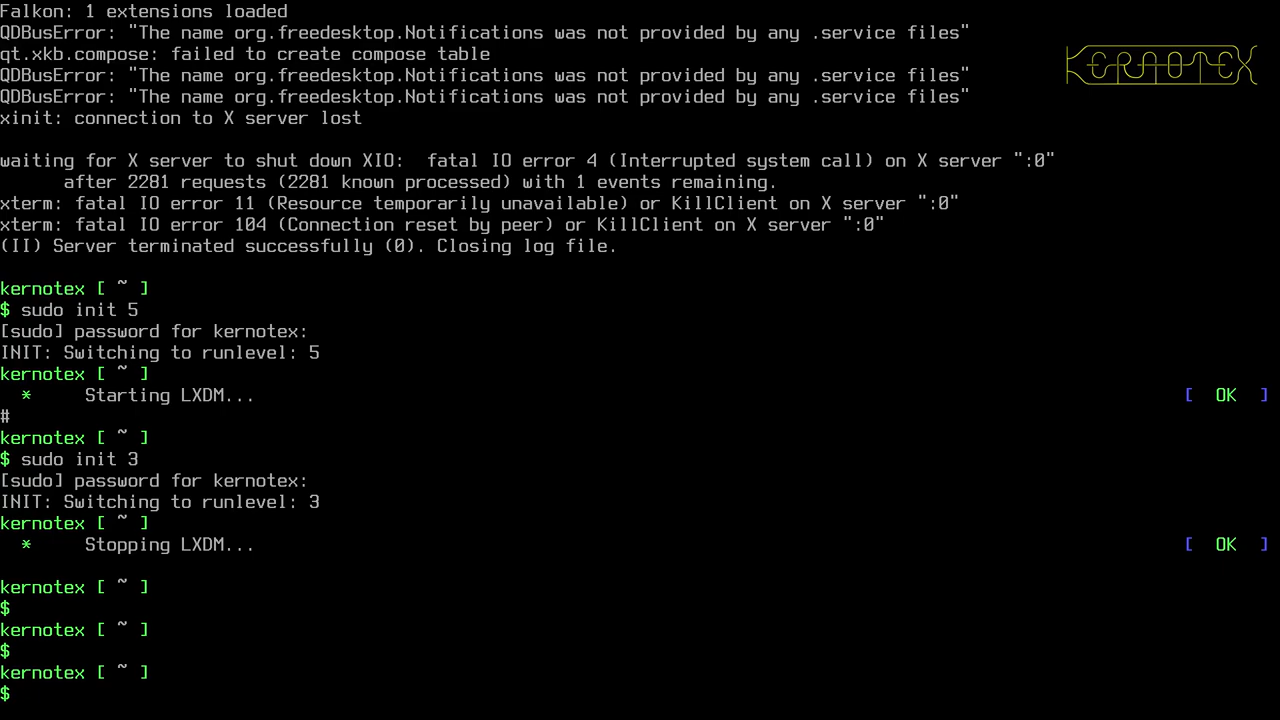 Falkon: 1 extensions loaded
QDBusError: "The name org.freedesktop.Notifications was not provided by any .service files"
qt.xkb.compose: failed to create compose table
QDBusError: "The name org.freedesktop.Notifications was not provided by any .service files"
QDBusError: "The name org.freedesktop.Notifications was not provided by any .service files"
KERNOTEX
xinit: connection to X server lost
waiting for X server to shut down XIO:  fatal IO error 4 (Interrupted system call) on X server ":0"
      after 2281 requests (2281 known processed) with 1 events remaining.
xterm: fatal IO error 11 (Resource temporarily unavailable) or KillClient on X server ":0"
xterm: fatal IO error 104 (Connection reset by peer) or KillClient on X server ":0"
(II) Server terminated successfully (0). Closing log file.
kernotex [ ~ ]
$ sudo init 5
[sudo] password for kernotex:
INIT: Switching to runlevel: 5
kernotex [ ~ ]
  *     Starting LXDM... [  OK  ]
#
kernotex [ ~ ]
$ sudo init 3
[sudo] password for kernotex:
INIT: Switching to runlevel: 3
kernotex [ ~ ]
  *     Stopping LXDM... [  OK  ]
kernotex [ ~ ]
$
kernotex [ ~ ]
$
kernotex [ ~ ]
$